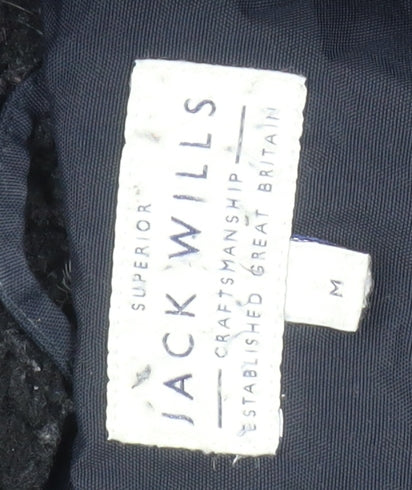 SUPERIOR
JACK WILLS
CRAFTSMANSHIP
ESTABLISHED GREAT BRITAIN
M